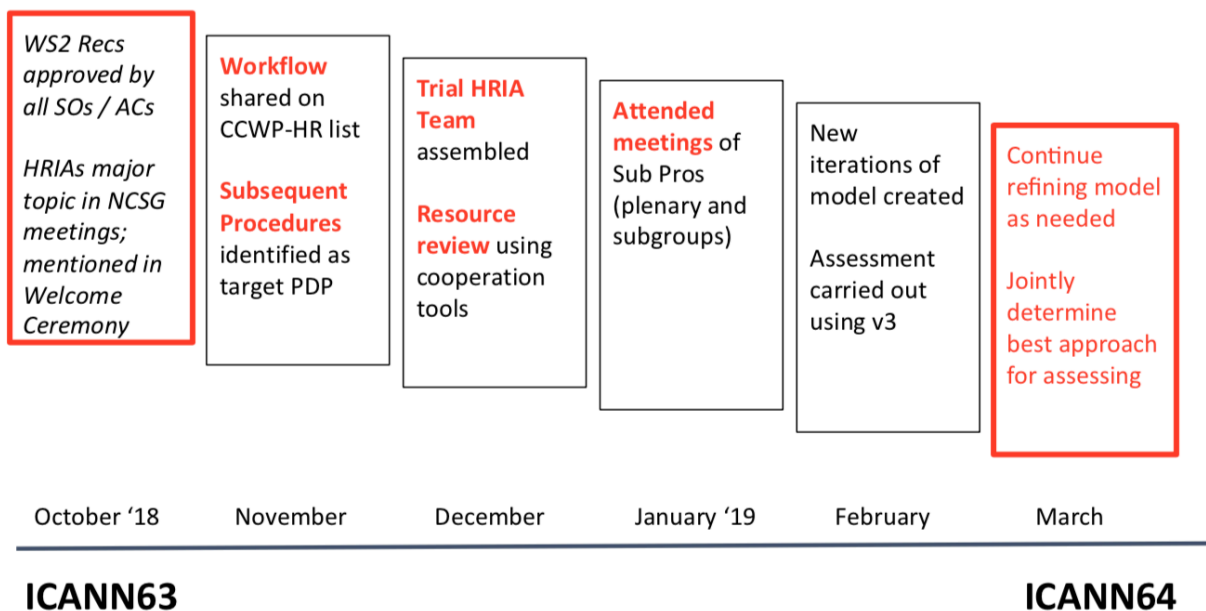 WS2 Recs
approved by
all SOs / ACs
HRIAs major
topic in NCSG
meetings;
mentioned in
Welcome
Ceremony
Workflow
shared on
CCWP-HR list
Subsequent
Procedures
identified as
target PDP
Trial HRIA
Team
assembled
Resource
review using
cooperation
tools
Attended
meetings of
Sub Pros
(plenary and
subgroups)
New
iterations of
model created
Assessment
carried out
using v3
Continue
refining model
as needed
Jointly
determine
best approach
for assessing
October ‘18
November
December
January ‘19
February
March
ICANN63
ICANN64